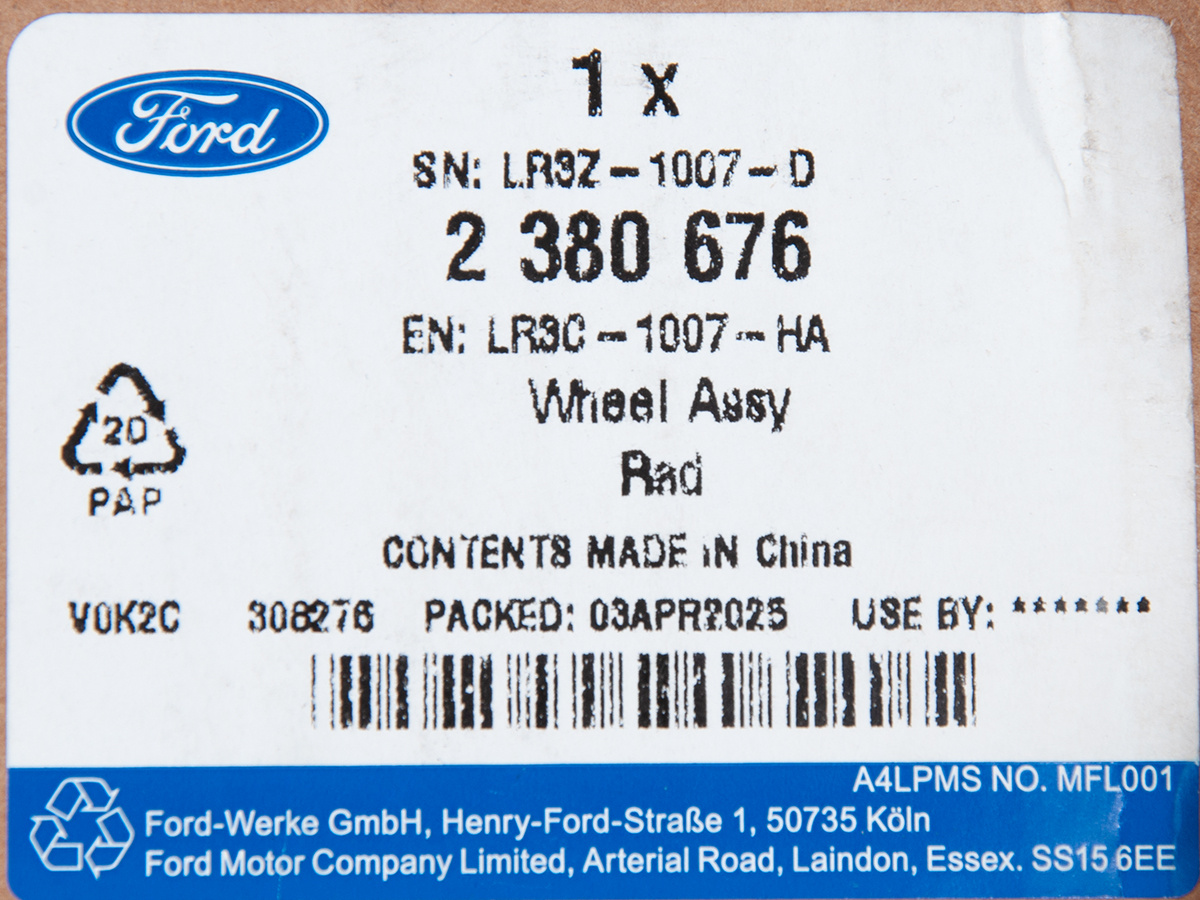 Ford
1 x
SN: LR3Z-1007-D
2 380 676
EN: LR3C-1007-HA
Wheel Assy
Rad
20
PAP
CONTENTS MADE IN China
V0K2C 308276 PACKED: 03APR2025 USE BY: *******
A4LPMS NO. MFL001
Ford-Werke GmbH, Henry-Ford-Straße 1, 50735 Köln
Ford Motor Company Limited, Arterial Road, Laindon, Essex. SS15 6EE